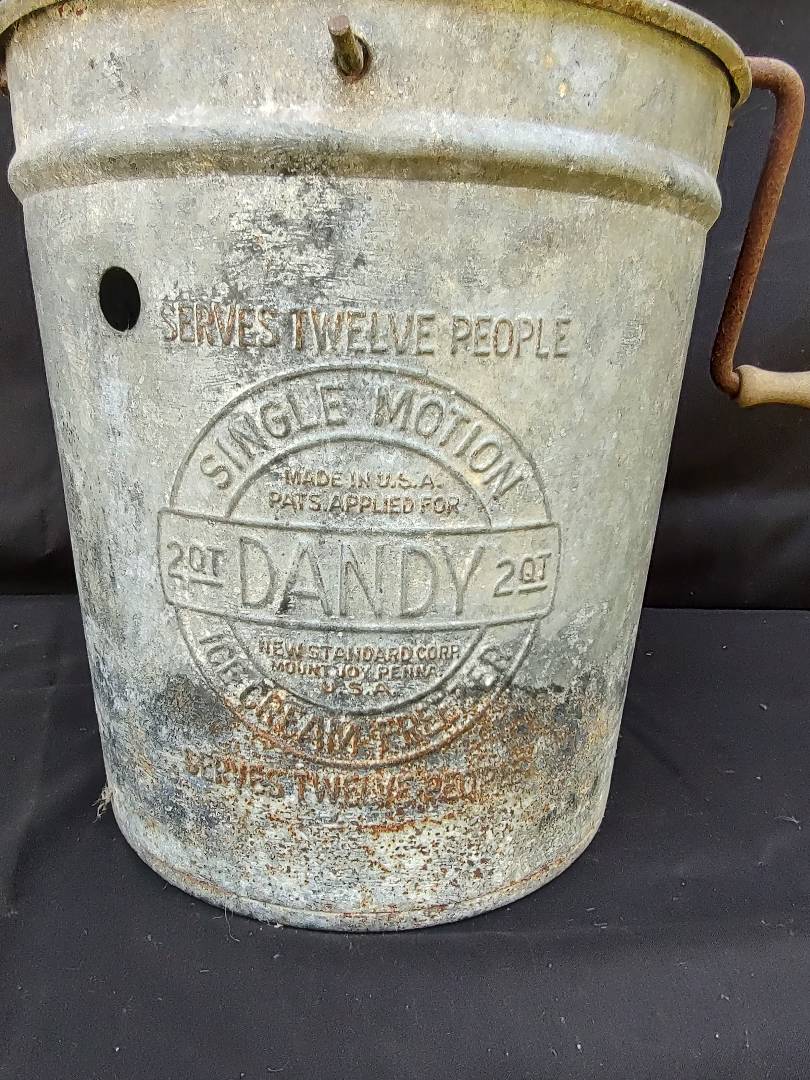 SERVES TWELVE PEOPLE
SINGLE MOTION
MADE IN U.S.A.
PATS. APPLIED FOR
2QT DANDY 2QT
NEW STANDARD CORP.
MOUNT JOY, PENNA.
U.S.A.
ICE CREAM FREEZER
SERVES TWELVE PEOPLE